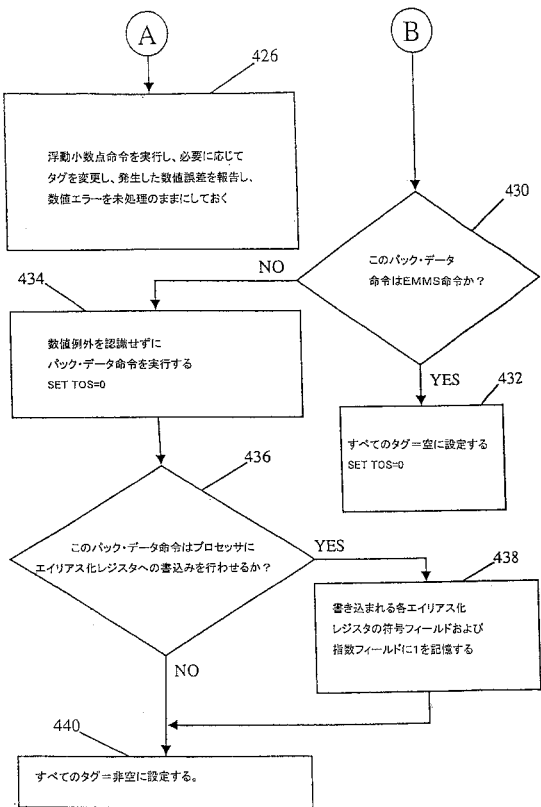 A
B
426
浮動小数点命令を実行し、必要に応じて
タグを変更し、発生した数値誤差を報告し、
数値エラーを未処理のままにしておく
430
このパック・データ
命令はEMMS命令か？
NO
434
数値例外を認識せずに
パック・データ命令を実行する
SET TOS=0
YES
432
すべてのタグ＝空に設定する
SET TOS=0
436
このパック・データ命令はプロセッサに
エイリアス化レジスタへの書込みを行わせるか？
YES
438
書き込まれる各エイリアス化
レジスタの符号フィールドおよび
指数フィールドに1を記憶する
NO
440
すべてのタグ＝非空に設定する。